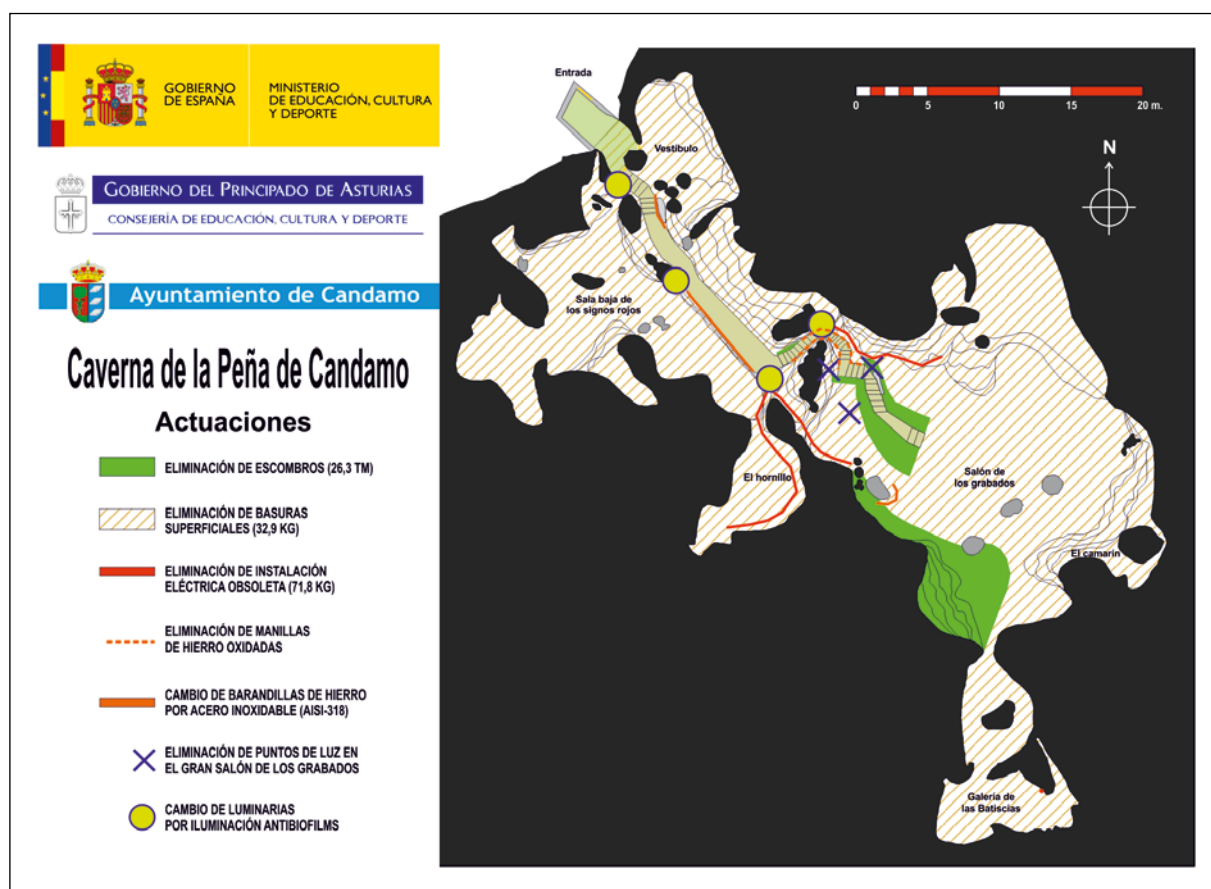 GOBIERNO
DE ESPAÑA
MINISTERIO
DE EDUCACIÓN, CULTURA
Y DEPORTE
GOBIERNO DEL PRINCIPADO DE ASTURIAS
CONSEJERÍA DE EDUCACIÓN, CULTURA Y DEPORTE
Ayuntamiento de Candamo
Caverna de la Peña de Candamo
Actuaciones
ELIMINACIÓN DE ESCOMBROS (26,3 TM)
ELIMINACIÓN DE BASURAS
SUPERFICIALES (32,9 KG)
ELIMINACIÓN DE INSTALACIÓN
ELÉCTRICA OBSOLETA (71,8 KG)
ELIMINACIÓN DE MANILLAS
DE HIERRO OXIDADAS
CAMBIO DE BARANDILLAS DE HIERRO
POR ACERO INOXIDABLE (AISI-318)
ELIMINACIÓN DE PUNTOS DE LUZ EN
EL GRAN SALÓN DE LOS GRABADOS
CAMBIO DE LUMINARIAS
POR ILUMINACIÓN ANTIBIOFILMS
Entrada
0 5 10 15 20 m.
Vestíbulo
N
Sala baja de
los signos rojos
El hornillo
Salón de
los grabados
El camarín
Galería de
las Batiscias